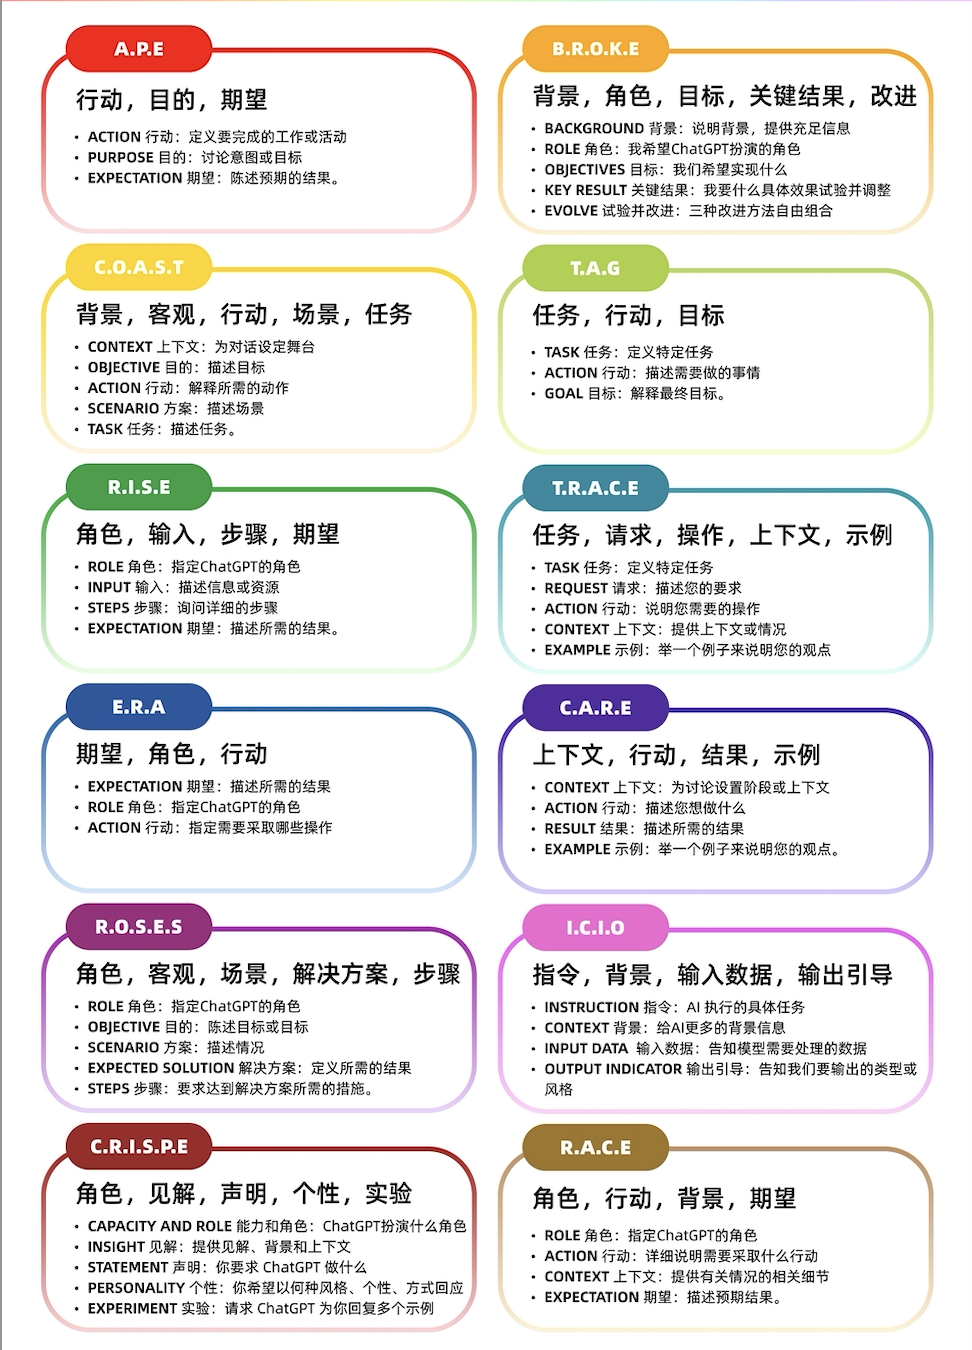 A.P.E
行动，目的，期望
• ACTION 行动：定义要完成的工作或活动
• PURPOSE 目的：讨论意图或目标
• EXPECTATION 期望：陈述预期的结果。
B.R.O.K.E
背景，角色，目标，关键结果，改进
• BACKGROUND 背景：说明背景，提供充足信息
• ROLE 角色：我希望ChatGPT扮演的角色
• OBJECTIVES 目标：我们希望实现什么
• KEY RESULT 关键结果：我要什么具体效果试验并调整
• EVOLVE 试验并改进：三种改进方法自由组合
C.O.A.S.T
背景，客观，行动，场景，任务
• CONTEXT 上下文：为对话设定舞台
• OBJECTIVE 目的：描述目标
• ACTION 行动：解释所需的动作
• SCENARIO 方案：描述场景
• TASK 任务：描述任务。
T.A.G
任务，行动，目标
• TASK 任务：定义特定任务
• ACTION 行动：描述需要做的事情
• GOAL 目标：解释最终目标。
R.I.S.E
角色，输入，步骤，期望
• ROLE 角色：指定ChatGPT的角色
• INPUT 输入：描述信息或资源
• STEPS 步骤：询问详细的步骤
• EXPECTATION 期望：描述所需的结果。
T.R.A.C.E
任务，请求，操作，上下文，示例
• TASK 任务：定义特定任务
• REQUEST 请求：描述您的要求
• ACTION 行动：说明您需要的操作
• CONTEXT 上下文：提供上下文或情况
• EXAMPLE 示例：举一个例子来说明您的观点
E.R.A
期望，角色，行动
• EXPECTATION 期望：描述所需的结果
• ROLE 角色：指定ChatGPT的角色
• ACTION 行动：指定需要采取哪些操作
C.A.R.E
上下文，行动，结果，示例
• CONTEXT 上下文：为讨论设置阶段或上下文
• ACTION 行动：描述您想做什么
• RESULT 结果：描述所需的结果
• EXAMPLE 示例：举一个例子来说明您的观点。
R.O.S.E.S
角色，客观，场景，解决方案，步骤
• ROLE 角色：指定ChatGPT的角色
• OBJECTIVE 目的：陈述目标或目标
• SCENARIO 方案：描述情况
• EXPECTED SOLUTION 解决方案：定义所需的结果
• STEPS 步骤：要求达到解决方案所需的措施。
I.C.I.O
指令，背景，输入数据，输出引导
• INSTRUCTION 指令：AI 执行的具体任务
• CONTEXT 背景：给AI更多的背景信息
• INPUT DATA 输入数据：告知模型需要处理的数据
• OUTPUT INDICATOR 输出引导：告知我们要输出的类型或
风格
C.R.I.S.P.E
角色，见解，声明，个性，实验
• CAPACITY AND ROLE 能力和角色：ChatGPT扮演什么角色
• INSIGHT 见解：提供见解、背景和上下文
• STATEMENT 声明：你要求 ChatGPT 做什么
• PERSONALITY 个性：你希望以何种风格、个性、方式回应
• EXPERIMENT 实验：请求 ChatGPT 为你回复多个示例
R.A.C.E
角色，行动，背景，期望
• ROLE 角色：指定ChatGPT的角色
• ACTION 行动：详细说明需要采取什么行动
• CONTEXT 上下文：提供有关情况的相关细节
• EXPECTATION 期望：描述预期结果。